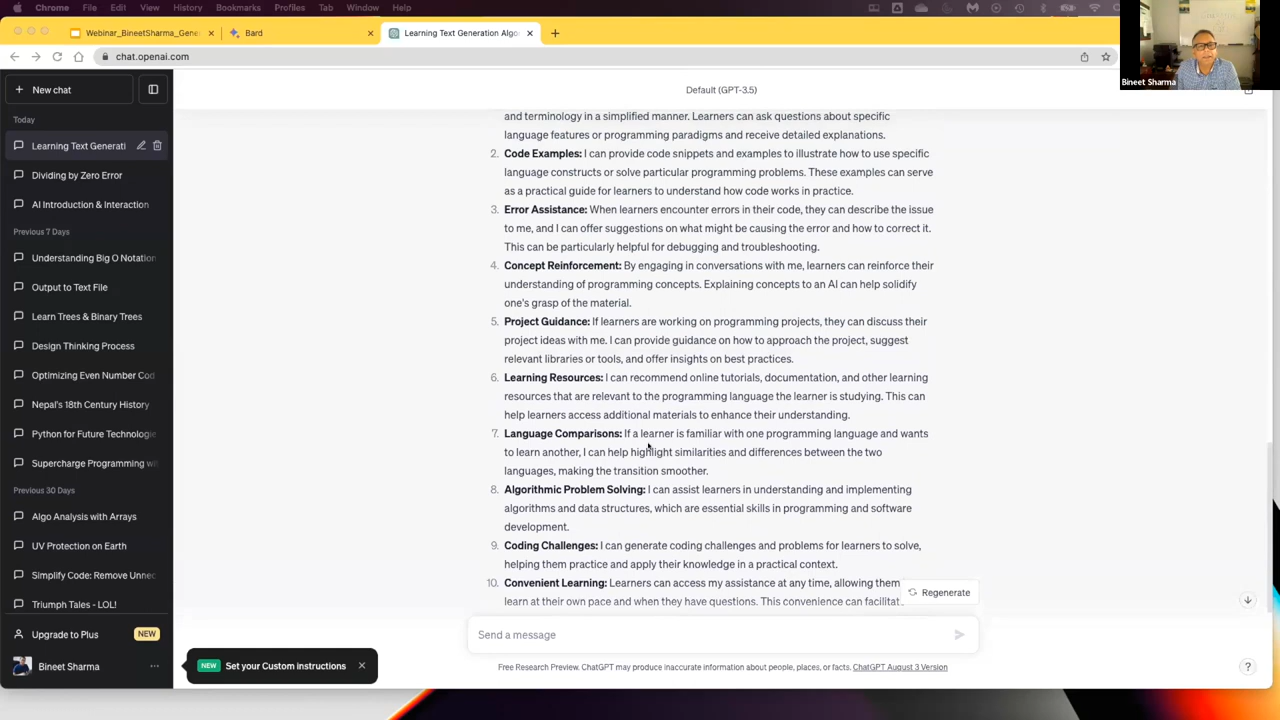 Chrome File Edit View History Bookmarks Profiles Tab Window Help
Webinar_BineetSharma_Gene
Bard
Learning Text Generation Algo
chat.openai.com
Bineet Sharma
New chat
Default (GPT-3.5)
Today
Learning Text Generati
Dividing by Zero Error
AI Introduction & Interaction
Previous 7 Days
Understanding Big O Notation
Output to Text File
Learn Trees & Binary Trees
Design Thinking Process
Optimizing Even Number Cod
Nepal's 18th Century History
Python for Future Technologie
Supercharge Programming wi
Previous 30 Days
Algo Analysis with Arrays
UV Protection on Earth
Simplify Code: Remove Unnec
Triumph Tales - LOL!
Upgrade to Plus NEW
Bineet Sharma
and terminology in a simplified manner. Learners can ask questions about specific
language features or programming paradigms and receive detailed explanations.
2. Code Examples: I can provide code snippets and examples to illustrate how to use specific
language constructs or solve particular programming problems. These examples can serve
as a practical guide for learners to understand how code works in practice.
3. Error Assistance: When learners encounter errors in their code, they can describe the issue
to me, and I can offer suggestions on what might be causing the error and how to correct it.
This can be particularly helpful for debugging and troubleshooting.
4. Concept Reinforcement: By engaging in conversations with me, learners can reinforce their
understanding of programming concepts. Explaining concepts to an AI can help solidify
one's grasp of the material.
5. Project Guidance: If learners are working on programming projects, they can discuss their
project ideas with me. I can provide guidance on how to approach the project, suggest
relevant libraries or tools, and offer insights on best practices.
6. Learning Resources: I can recommend online tutorials, documentation, and other learning
resources that are relevant to the programming language the learner is studying. This can
help learners access additional materials to enhance their understanding.
7. Language Comparisons: If a learner is familiar with one programming language and wants
to learn another, I can help highlight similarities and differences between the two
languages, making the transition smoother.
8. Algorithmic Problem Solving: I can assist learners in understanding and implementing
algorithms and data structures, which are essential skills in programming and software
development.
9. Coding Challenges: I can generate coding challenges and problems for learners to solve,
helping them practice and apply their knowledge in a practical context.
10. Convenient Learning: Learners can access my assistance at any time, allowing them
learn at their own pace and when they have questions. This convenience can facilitat
Regenerate
Send a message
NEW Set your Custom instructions
Free Research Preview. ChatGPT may produce inaccurate information about people, places, or facts. ChatGPT August 3 Version
?